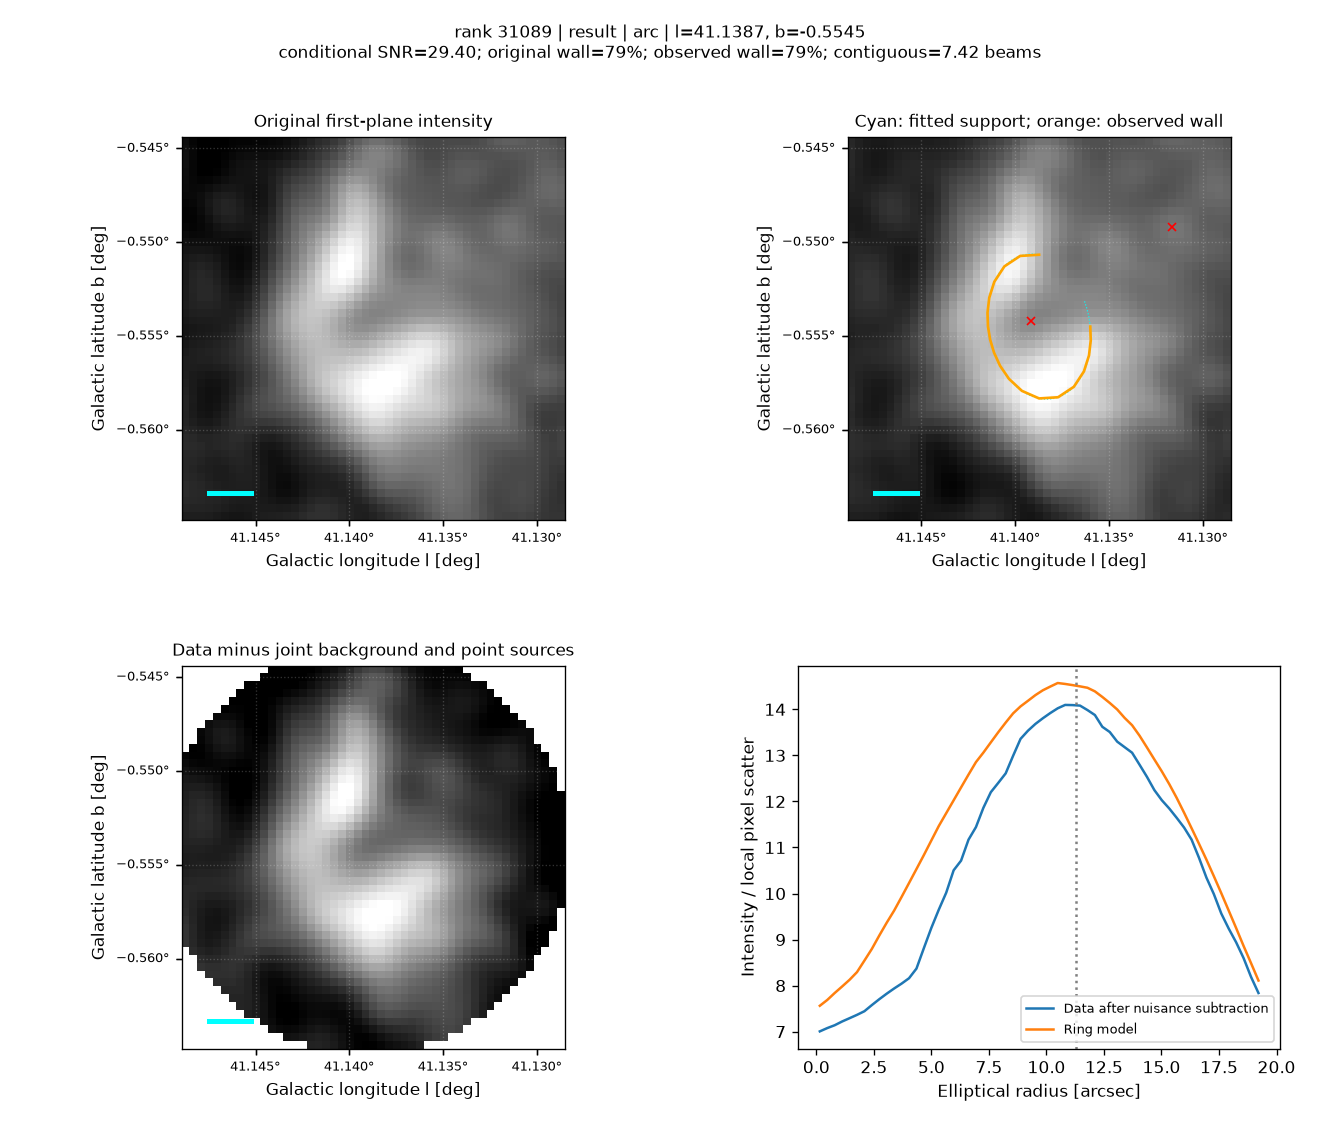 rank 31089 | result | arc | l=41.1387, b=-0.5545
conditional SNR=29.40; original wall=79%; observed wall=79%; contiguous=7.42 beams
Original first-plane intensity
−0.545°
−0.550°
−0.555°
−0.560°
Galactic latitude b [deg]
41.145°
41.140°
41.135°
41.130°
Galactic longitude l [deg]
Cyan: fitted support; orange: observed wall
−0.545°
−0.550°
−0.555°
−0.560°
Galactic latitude b [deg]
41.145°
41.140°
41.135°
41.130°
Galactic longitude l [deg]
Data minus joint background and point sources
−0.545°
−0.550°
−0.555°
−0.560°
Galactic latitude b [deg]
41.145°
41.140°
41.135°
41.130°
Galactic longitude l [deg]
14
13
12
11
10
9
8
7
Intensity / local pixel scatter
Data after nuisance subtraction
Ring model
0.0
2.5
5.0
7.5
10.0
12.5
15.0
17.5
20.0
Elliptical radius [arcsec]